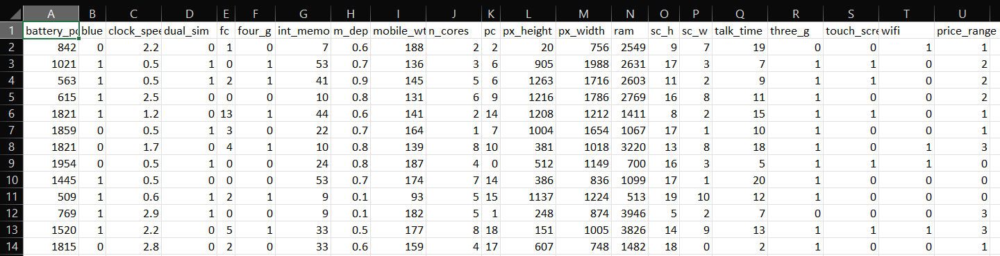 A B C D E F G H I J K L M N O P Q R S T U
1 battery_po blue clock_spee dual_sim fc four_g int_memo m_dep mobile_wt n_cores pc px_height px_width ram sc_h sc_w talk_time three_g touch_scre wifi price_range
2 842 0 2.2 0 1 0 7 0.6 188 2 2 20 756 2549 9 7 19 0 0 1 1
3 1021 1 0.5 1 0 1 53 0.7 136 3 6 905 1988 2631 17 3 7 1 1 0 2
4 563 1 0.5 1 2 1 41 0.9 145 5 6 1263 1716 2603 11 2 9 1 1 0 2
5 615 1 2.5 0 0 0 10 0.8 131 6 9 1216 1786 2769 16 8 11 1 0 0 2
6 1821 1 1.2 0 13 1 44 0.6 141 2 14 1208 1212 1411 8 2 15 1 1 0 1
7 1859 0 0.5 1 3 0 22 0.7 164 1 7 1004 1654 1067 17 1 10 1 0 0 1
8 1821 0 1.7 0 4 1 10 0.8 139 8 10 381 1018 3220 13 8 18 1 0 1 3
9 1954 0 0.5 1 0 0 24 0.8 187 4 0 512 1149 700 16 3 5 1 1 1 0
10 1445 1 0.5 0 0 0 53 0.7 174 7 14 386 836 1099 17 1 20 1 0 0 0
11 509 1 0.6 1 2 1 9 0.1 93 5 15 1137 1224 513 19 10 12 1 0 0 0
12 769 1 2.9 1 0 0 9 0.1 182 5 1 248 874 3946 5 2 7 0 0 0 3
13 1520 1 2.2 0 5 1 33 0.5 177 8 18 151 1005 3826 14 9 13 1 1 1 3
14 1815 0 2.8 0 2 0 33 0.6 159 4 17 607 748 1482 18 0 2 1 0 0 1